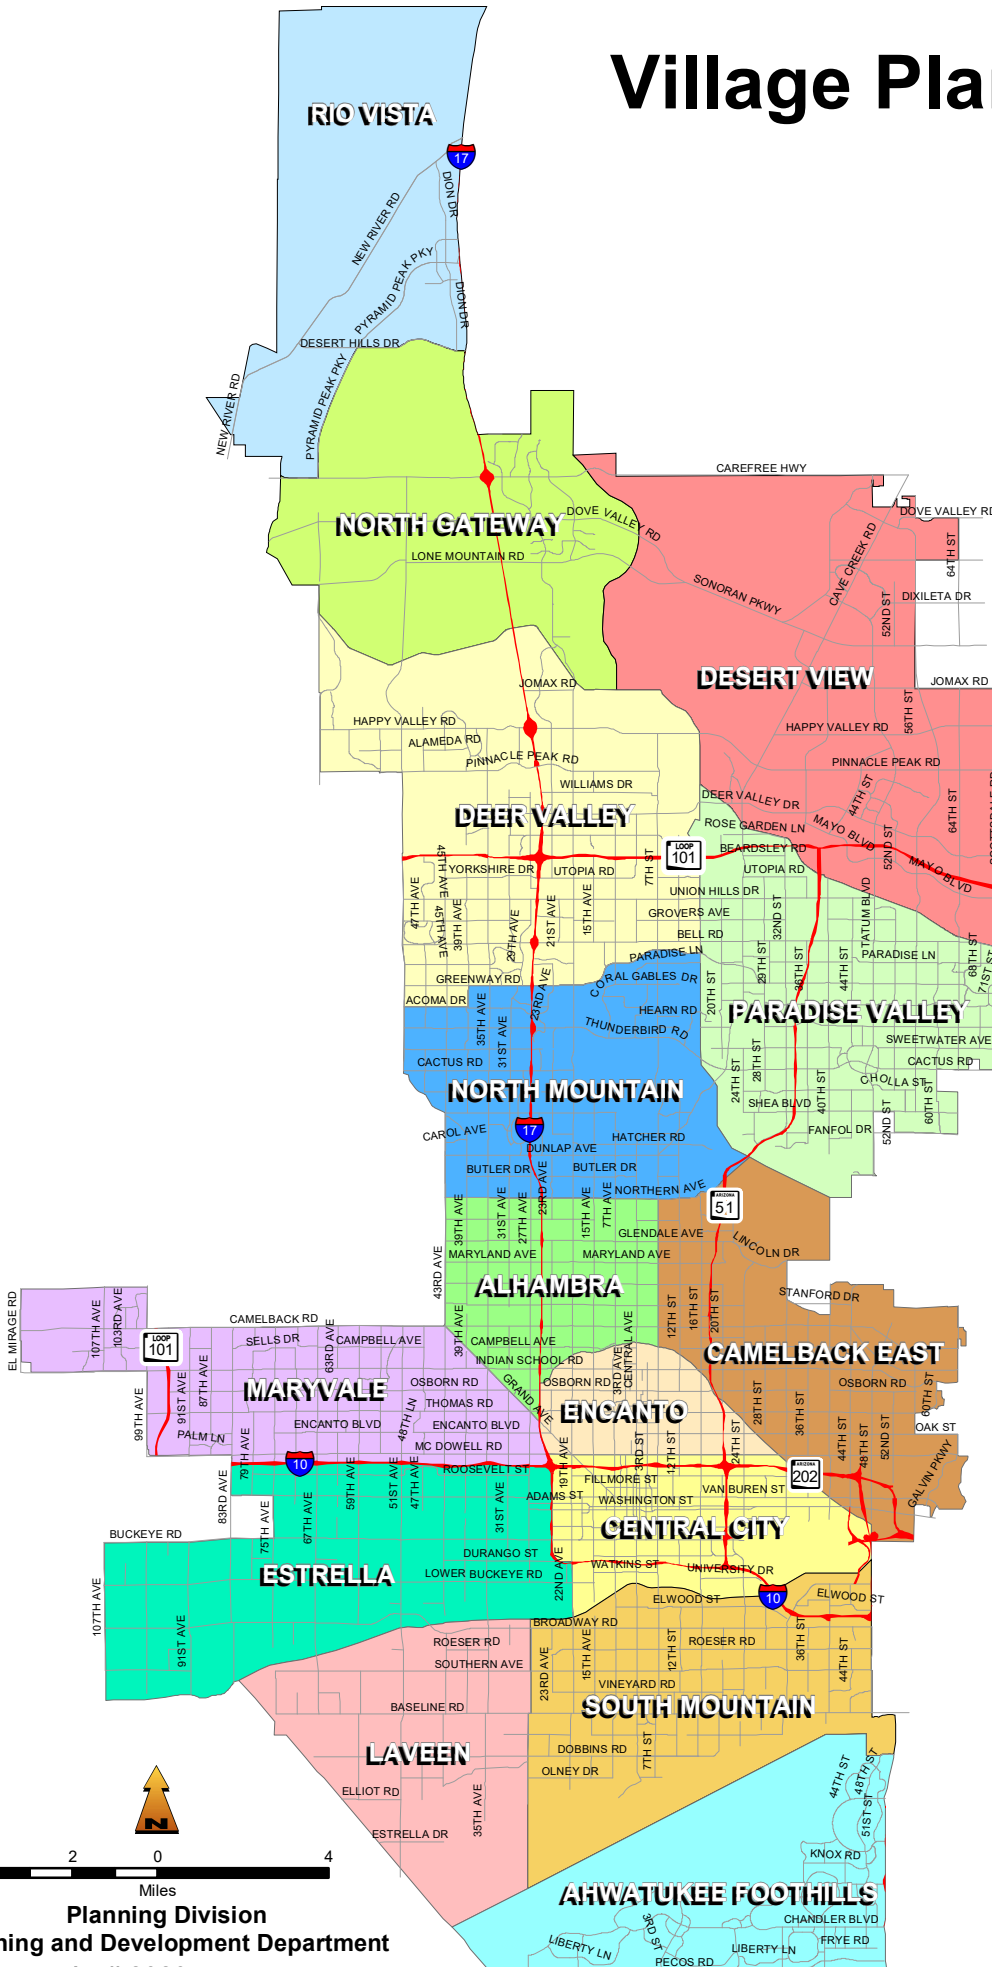 Village Pla
RIO VISTA
17
DION DR
NEW RIVER RD
PYRAMID PEAK PKY
DION DR
DESERT HILLS DR
PYRAMID PEAK PKY
NEW RIVER RD
CAREFREE HWY
NORTH GATEWAY
DOVE VALLEY RD
DOVE VALLEY RD
LONE MOUNTAIN RD
CAVE CREEK RD
64TH ST
SONORAN PKWY
52ND ST
DIXILETA DR
DESERT VIEW
JOMAX RD
JOMAX RD
HAPPY VALLEY RD
56TH ST
HAPPY VALLEY RD
ALAMEDA RD
PINNACLE PEAK RD
PINNACLE PEAK RD
WILLIAMS DR
44TH ST
DEER VALLEY DR
64TH ST
DEER VALLEY
ROSE GARDEN LN
MAYO BLVD
52ND ST
LOOP
101
BEARDSLEY RD
MAYO BLVD
45TH AVE
YORKSHIRE DR
UTOPIA RD
7TH ST
UTOPIA RD
47TH AVE
UNION HILLS DR
45TH AVE
39TH AVE
29TH AVE
21ST AVE
15TH AVE
GROVERS AVE
32ND ST
TATUM BLVD
BELL RD
PARADISE LN
PARADISE LN
68TH ST
71ST ST
GREENWAY RD
CORAL GABLES DR
20TH ST
29TH ST
36TH ST
44TH ST
ACOMA DR
23RD AVE
35TH AVE
31ST AVE
HEARN RD
PARADISE VALLEY
THUNDERBIRD RD
SWEETWATER AVE
CACTUS RD
CACTUS RD
NORTH MOUNTAIN
24TH ST
28TH ST
CHOLLA ST
SHEA BLVD
40TH ST
60TH ST
17
CAROL AVE
HATCHER RD
FANFOL DR
52ND ST
DUNLAP AVE
BUTLER DR
BUTLER DR
23RD AVE
NORTHERN AVE
39TH AVE
31ST AVE
27TH AVE
15TH AVE
7TH AVE
ARIZONA
51
GLENDALE AVE
LINCOLN DR
MARYLAND AVE
MARYLAND AVE
43RD AVE
ALHAMBRA
STANFORD DR
EL MIRAGE RD
107TH AVE
103RD AVE
CAMELBACK RD
12TH ST
16TH ST
20TH ST
LOOP
101
SELLS DR
63RD AVE
CAMPBELL AVE
39TH AVE
CAMPBELL AVE
CAMELBACK EAST
INDIAN SCHOOL RD
3RD AVE
CENTRAL AVE
91ST AVE
87TH AVE
MARYVALE
OSBORN RD
OSBORN RD
OSBORN RD
99TH AVE
48TH LN
THOMAS RD
GRAND AVE
ENCANTO
28TH ST
36TH ST
60TH ST
ENCANTO BLVD
ENCANTO BLVD
OAK ST
PALM LN
MC DOWELL RD
3RD ST
12TH ST
24TH ST
44TH ST
48TH ST
52ND ST
79TH AVE
10
ROOSEVELT ST
19TH AVE
FILLMORE ST
ARIZONA
202
GALVIN PKWY
59TH AVE
51ST AVE
47TH AVE
VAN BUREN ST
83RD AVE
31ST AVE
ADAMS ST
WASHINGTON ST
BUCKEYE RD
75TH AVE
67TH AVE
CENTRAL CITY
DURANGO ST
WATKINS ST
UNIVERSITY DR
ESTRELLA
LOWER BUCKEYE RD
22ND AVE
107TH AVE
ELWOOD ST
10
ELWOOD ST
91ST AVE
BROADWAY RD
ROESER RD
15TH AVE
12TH ST
ROESER RD
36TH ST
44TH ST
SOUTHERN AVE
23RD AVE
VINEYARD RD
BASELINE RD
SOUTH MOUNTAIN
LAVEEN
DOBBINS RD
7TH ST
OLNEY DR
44TH ST
48TH ST
ELLIOT RD
35TH AVE
51ST ST
ESTRELLA DR
KNOX RD
N
2 0 4
Miles
AHWATUKEE FOOTHILLS
Planning Division
CHANDLER BLVD
ning and Development Department
3RD ST
LIBERTY LN
LIBERTY LN
FRYE RD
PECOS RD